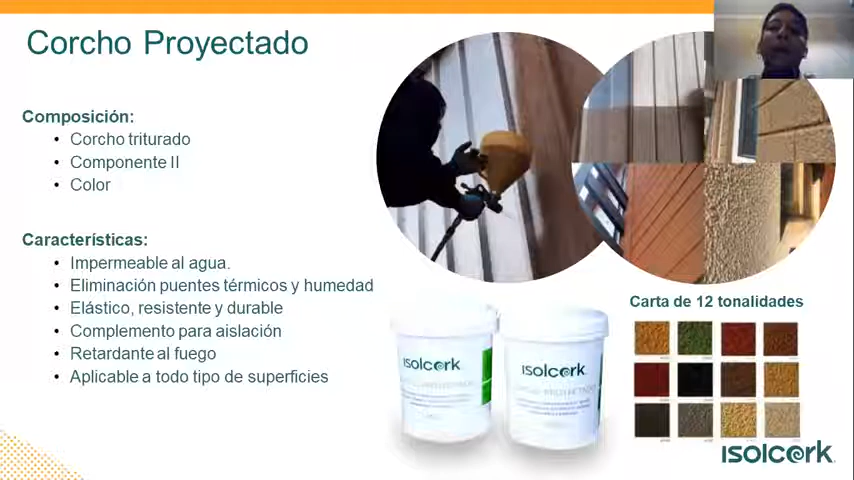 Corcho Proyectado
Composición:
• Corcho triturado
• Componente II
• Color
Características:
• Impermeable al agua.
• Eliminación puentes térmicos y humedad
• Elástico, resistente y durable
• Complemento para aislación
• Retardante al fuego
• Aplicable a todo tipo de superficies
Carta de 12 tonalidades
isolcork
isolcork
isolcork